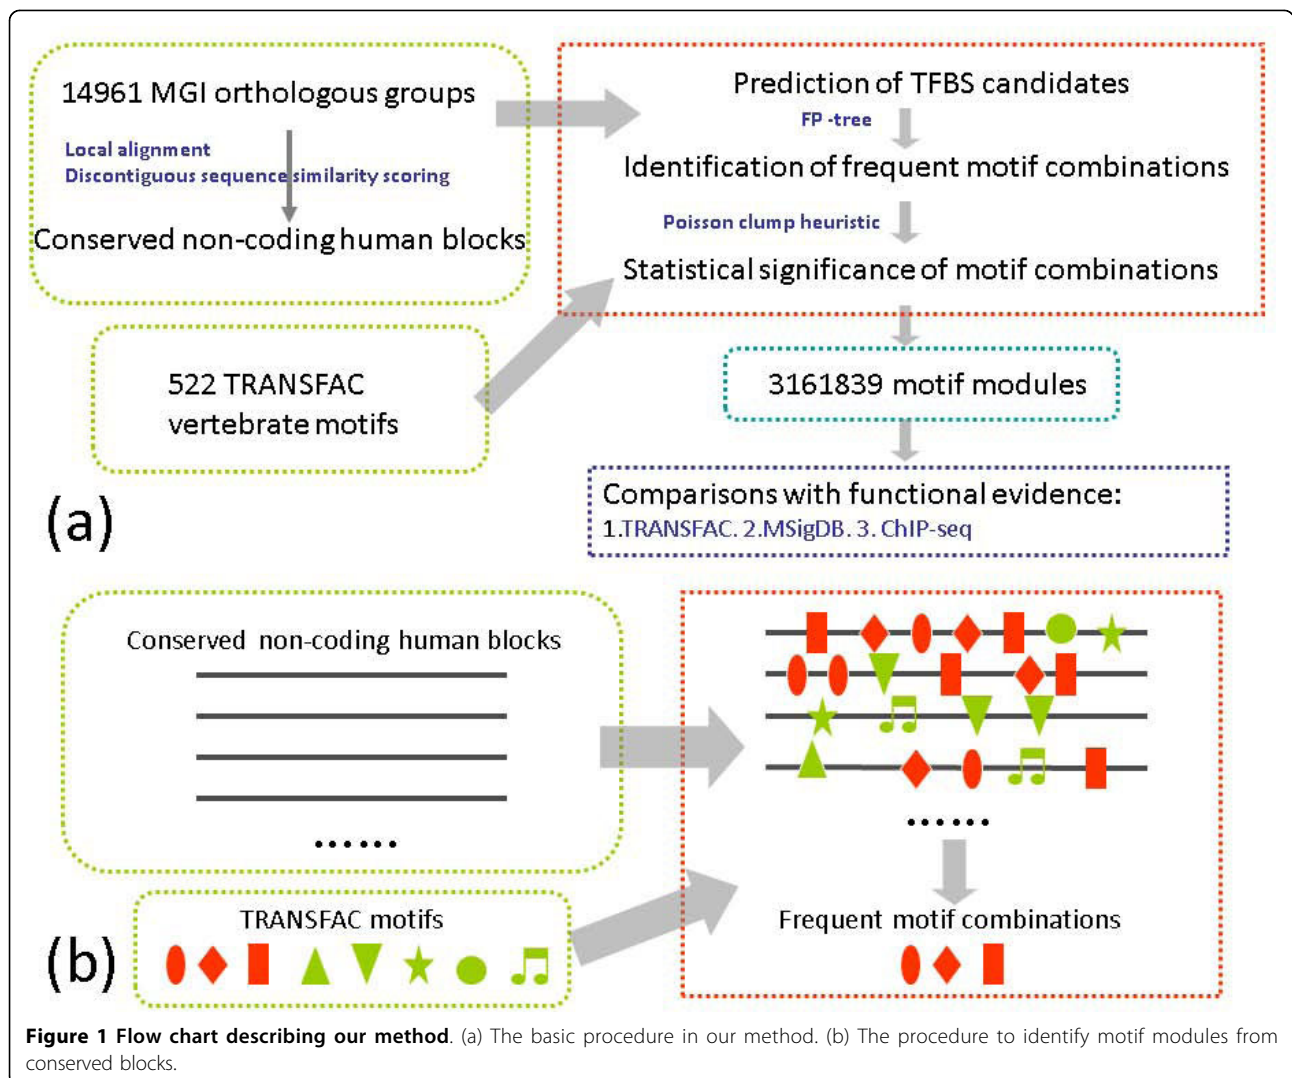 14961 MGI orthologous groups
Local alignment
Discontiguous sequence similarity scoring
Conserved non-coding human blocks
522 TRANSFAC
vertebrate motifs
Prediction of TFBS candidates
FP -tree
Identification of frequent motif combinations
Poisson clump heuristic
Statistical significance of motif combinations
3161839 motif modules
Comparisons with functional evidence:
1.TRANSFAC. 2.MSigDB. 3. ChIP-seq
(a)
Conserved non-coding human blocks
......
TRANSFAC motifs
......
Frequent motif combinations
(b)
Figure 1 Flow chart describing our method. (a) The basic procedure in our method. (b) The procedure to identify motif modules from
conserved blocks.